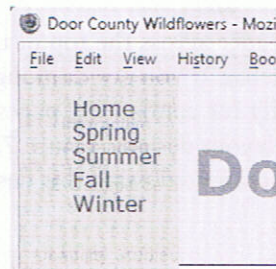 Door County Wildflowers - Mozi
File Edit View History Boo
Home
Spring
Summer
Fall
Winter
Do